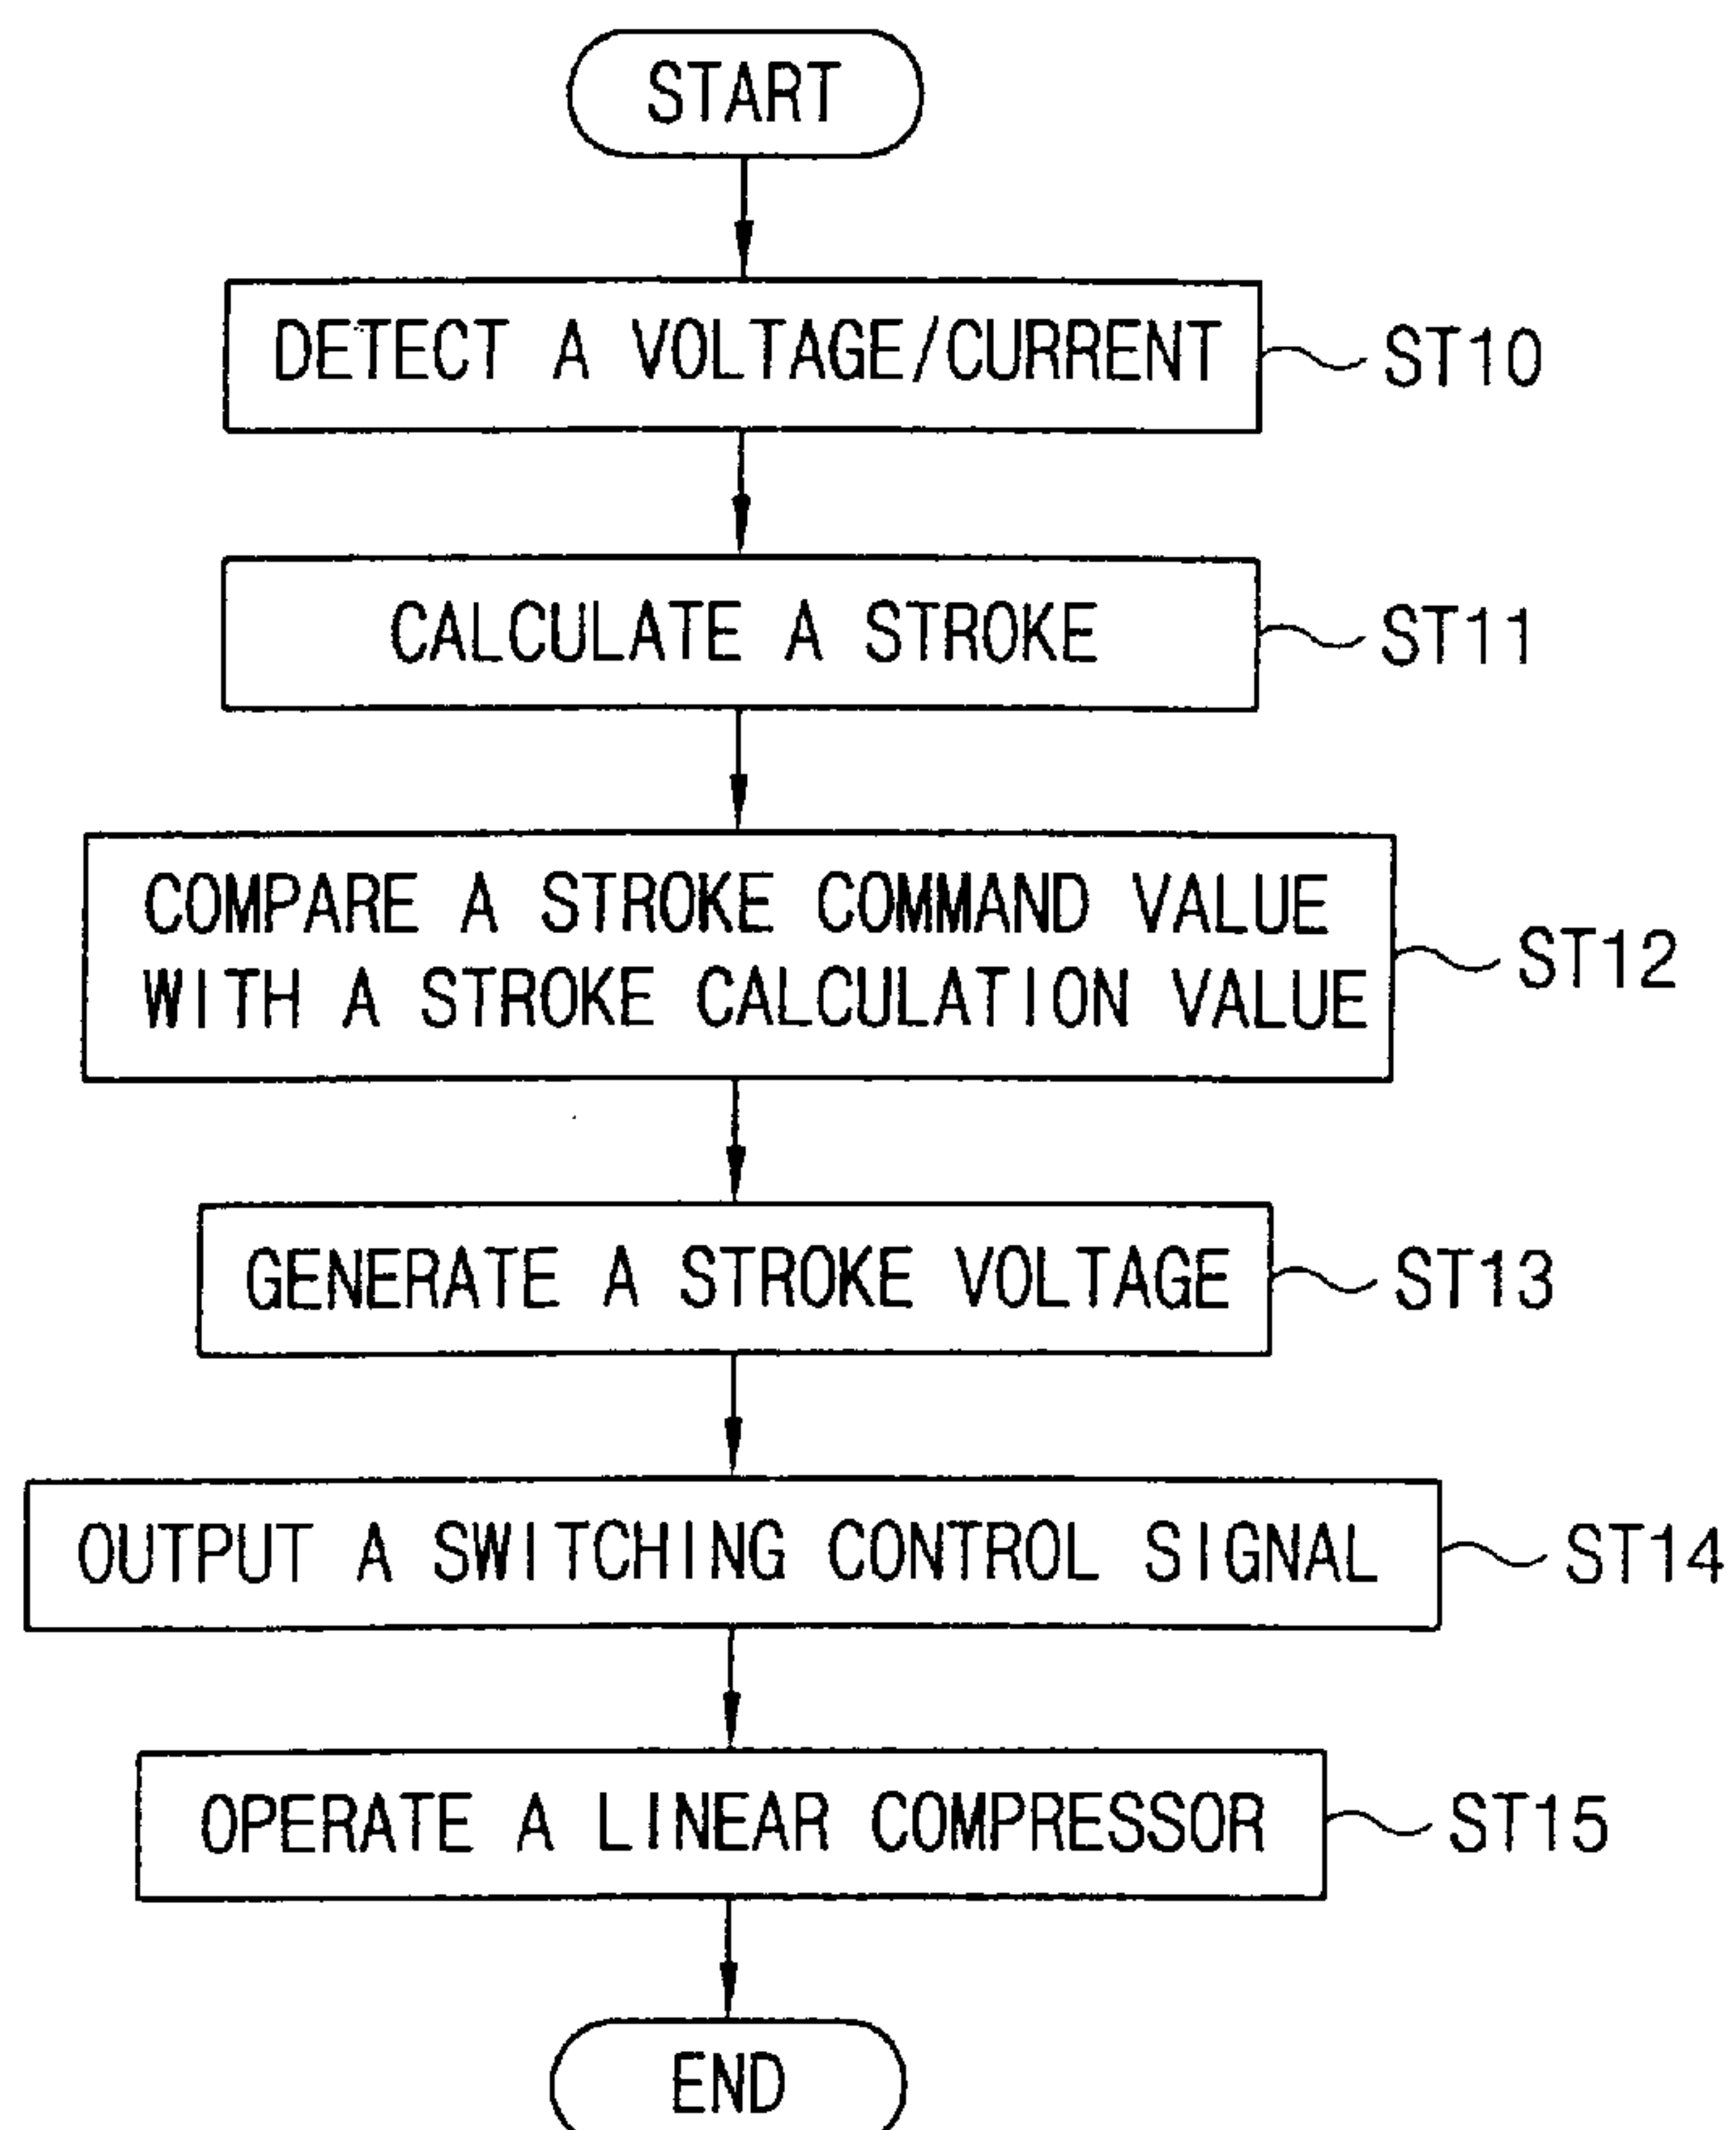 START
DETECT A VOLTAGE/CURRENT
ST10
CALCULATE A STROKE
ST11
COMPARE A STROKE COMMAND VALUE
WITH A STROKE CALCULATION VALUE
ST12
GENERATE A STROKE VOLTAGE
ST13
OUTPUT A SWITCHING CONTROL SIGNAL
ST14
OPERATE A LINEAR COMPRESSOR
ST15
END